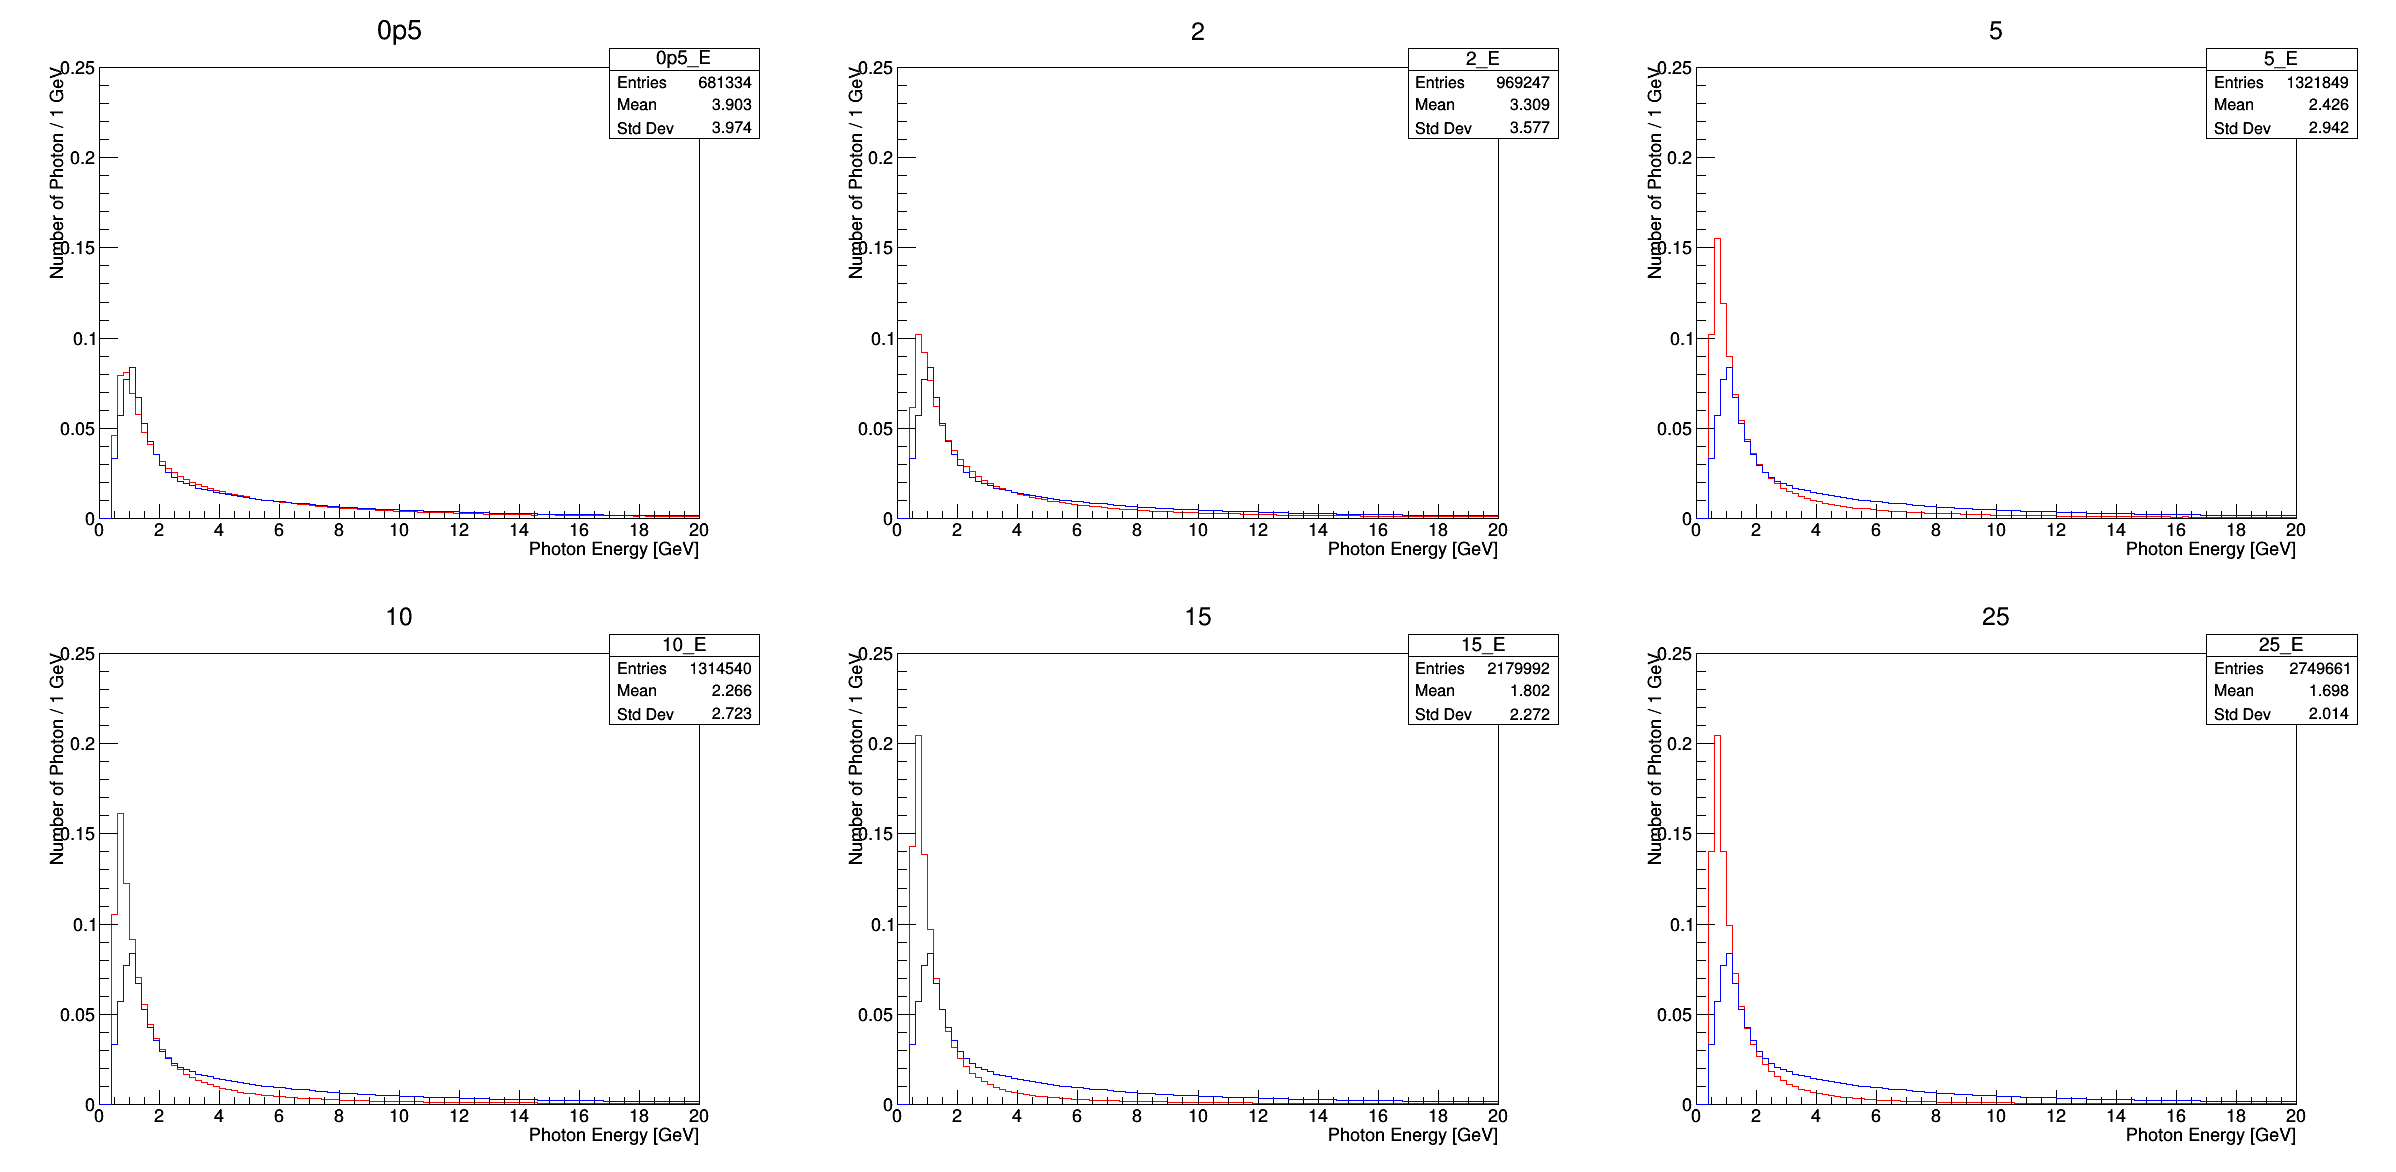 0p5
0p5_E
Entries 681334
Mean 3.903
Std Dev 3.974
Number of Photon / 1 GeV
0.25
0.2
0.15
0.1
0.05
0
0 2 4 6 8 10 12 14 16 18 20
Photon Energy [GeV]
2
2_E
Entries 969247
Mean 3.309
Std Dev 3.577
Number of Photon / 1 GeV
0.25
0.2
0.15
0.1
0.05
0
0 2 4 6 8 10 12 14 16 18 20
Photon Energy [GeV]
5
5_E
Entries 1321849
Mean 2.426
Std Dev 2.942
Number of Photon / 1 GeV
0.25
0.2
0.15
0.1
0.05
0
0 2 4 6 8 10 12 14 16 18 20
Photon Energy [GeV]
10
10_E
Entries 1314540
Mean 2.266
Std Dev 2.723
Number of Photon / 1 GeV
0.25
0.2
0.15
0.1
0.05
0
0 2 4 6 8 10 12 14 16 18 20
Photon Energy [GeV]
15
15_E
Entries 2179992
Mean 1.802
Std Dev 2.272
Number of Photon / 1 GeV
0.25
0.2
0.15
0.1
0.05
0
0 2 4 6 8 10 12 14 16 18 20
Photon Energy [GeV]
25
25_E
Entries 2749661
Mean 1.698
Std Dev 2.014
Number of Photon / 1 GeV
0.25
0.2
0.15
0.1
0.05
0
0 2 4 6 8 10 12 14 16 18 20
Photon Energy [GeV]